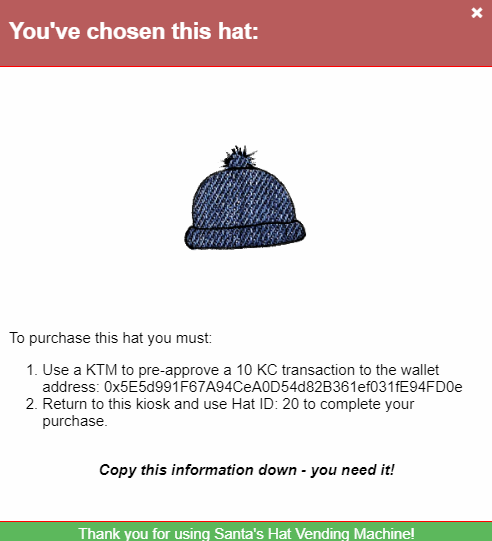 You've chosen this hat:
To purchase this hat you must:
1. Use a KTM to pre-approve a 10 KC transaction to the wallet
address: 0x5E5d991F67A94CeA0D54d82B361ef031fE94FD0e
2. Return to this kiosk and use Hat ID: 20 to complete your
purchase.
Copy this information down - you need it!
Thank you for using Santa's Hat Vending Machine!